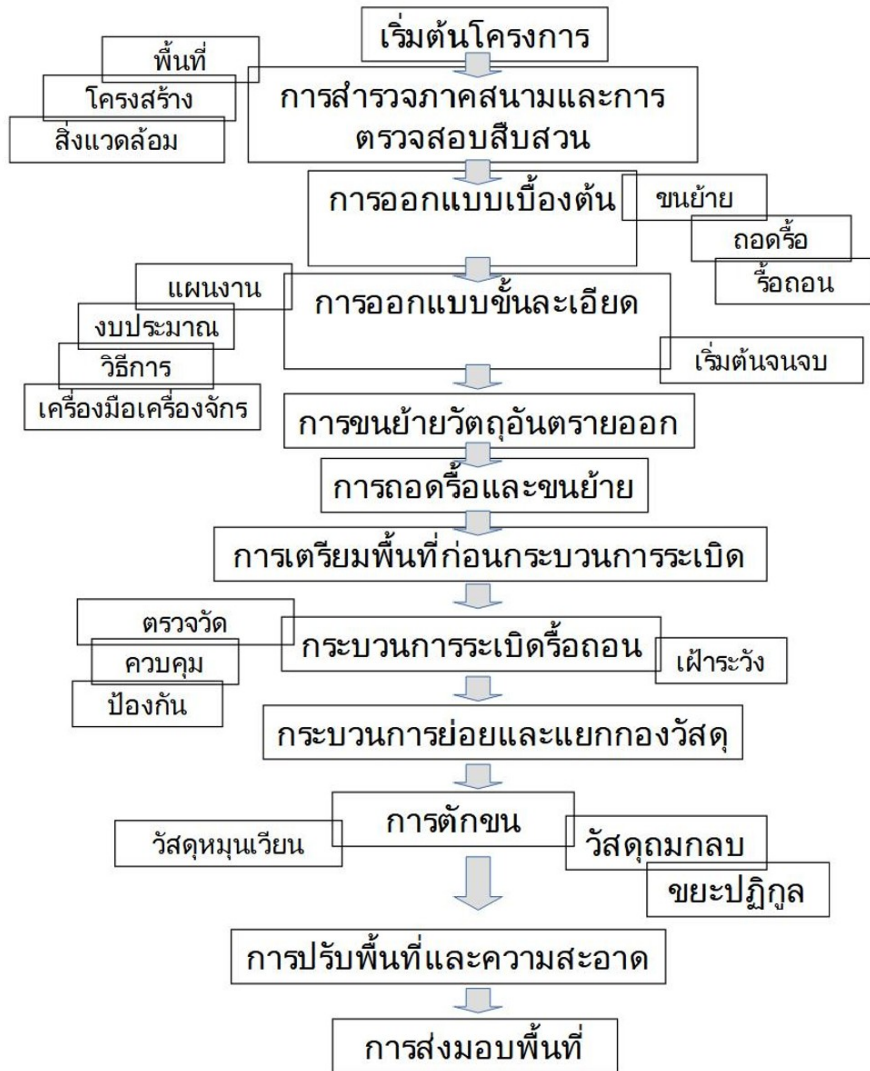 เริ่มต้นโครงการ
พื้นที่
โครงสร้าง
สิ่งแวดล้อม
การสำรวจภาคสนามและการ
ตรวจสอบสืบสวน
การออกแบบเบื้องต้น
ขนย้าย
ถอดรื้อ
รื้อถอน
แผนงาน
งบประมาณ
วิธีการ
เครื่องมือเครื่องจักร
การออกแบบขั้นละเอียด
เริ่มต้นจนจบ
การขนย้ายวัตถุอันตรายออก
การถอดรื้อและขนย้าย
การเตรียมพื้นที่ก่อนกระบวนการระเบิด
ตรวจวัด
ควบคุม
ป้องกัน
กระบวนการระเบิดรื้อถอน
เฝ้าระวัง
กระบวนการย่อยและแยกกองวัสดุ
การตักขน
วัสดุหมุนเวียน
วัสดุถมกลบ
ขยะปฏิกูล
การปรับพื้นที่และความสะอาด
การส่งมอบพื้นที่